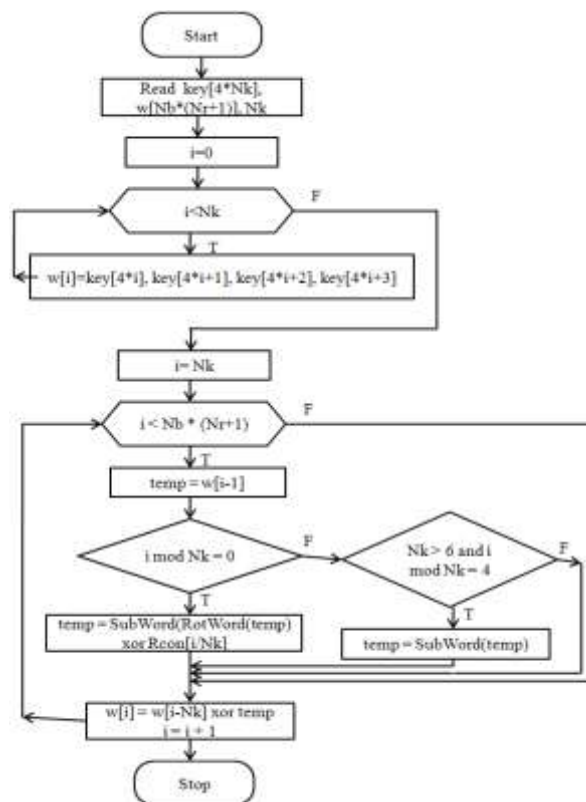 Start
Read key[4*Nk],
w[Nb*(Nr+1)], Nk
i=0
i<Nk
F
T
w[i]=key[4*i], key[4*i+1], key[4*i+2], key[4*i+3]
i= Nk
i < Nb * (Nr+1)
F
T
temp = w[i-1]
i mod Nk = 0
F
Nk > 6 and i
mod Nk = 4
F
T
T
temp = SubWord(RotWord(temp)
xor Rcon[i/Nk]
temp = SubWord(temp)
w[i] = w[i-Nk] xor temp
i = i + 1
Stop